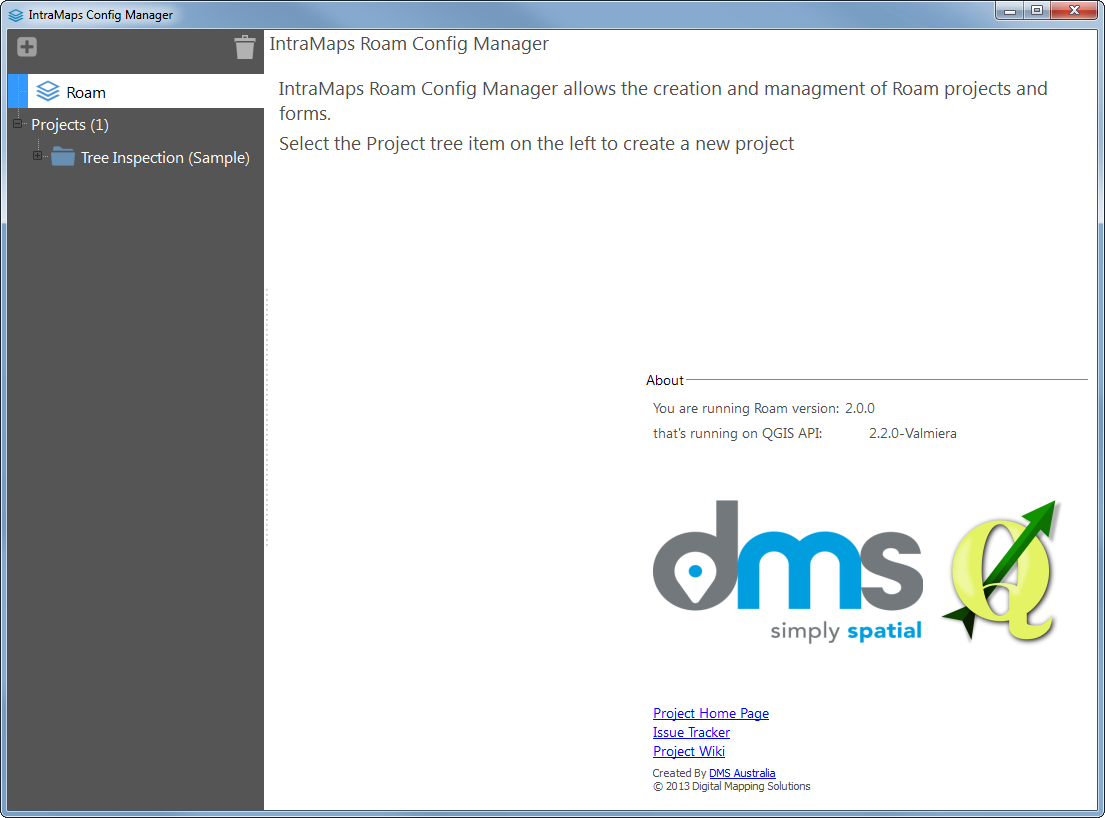 IntraMaps Config Manager
Roam
Projects (1)
Tree Inspection (Sample)
IntraMaps Roam Config Manager
IntraMaps Roam Config Manager allows the creation and managment of Roam projects and
forms.
Select the Project tree item on the left to create a new project
About
You are running Roam version: 2.0.0
that's running on QGIS API: 2.2.0-Valmiera
dms
simply spatial
Q
Project Home Page
Issue Tracker
Project Wiki
Created By DMS Australia
© 2013 Digital Mapping Solutions